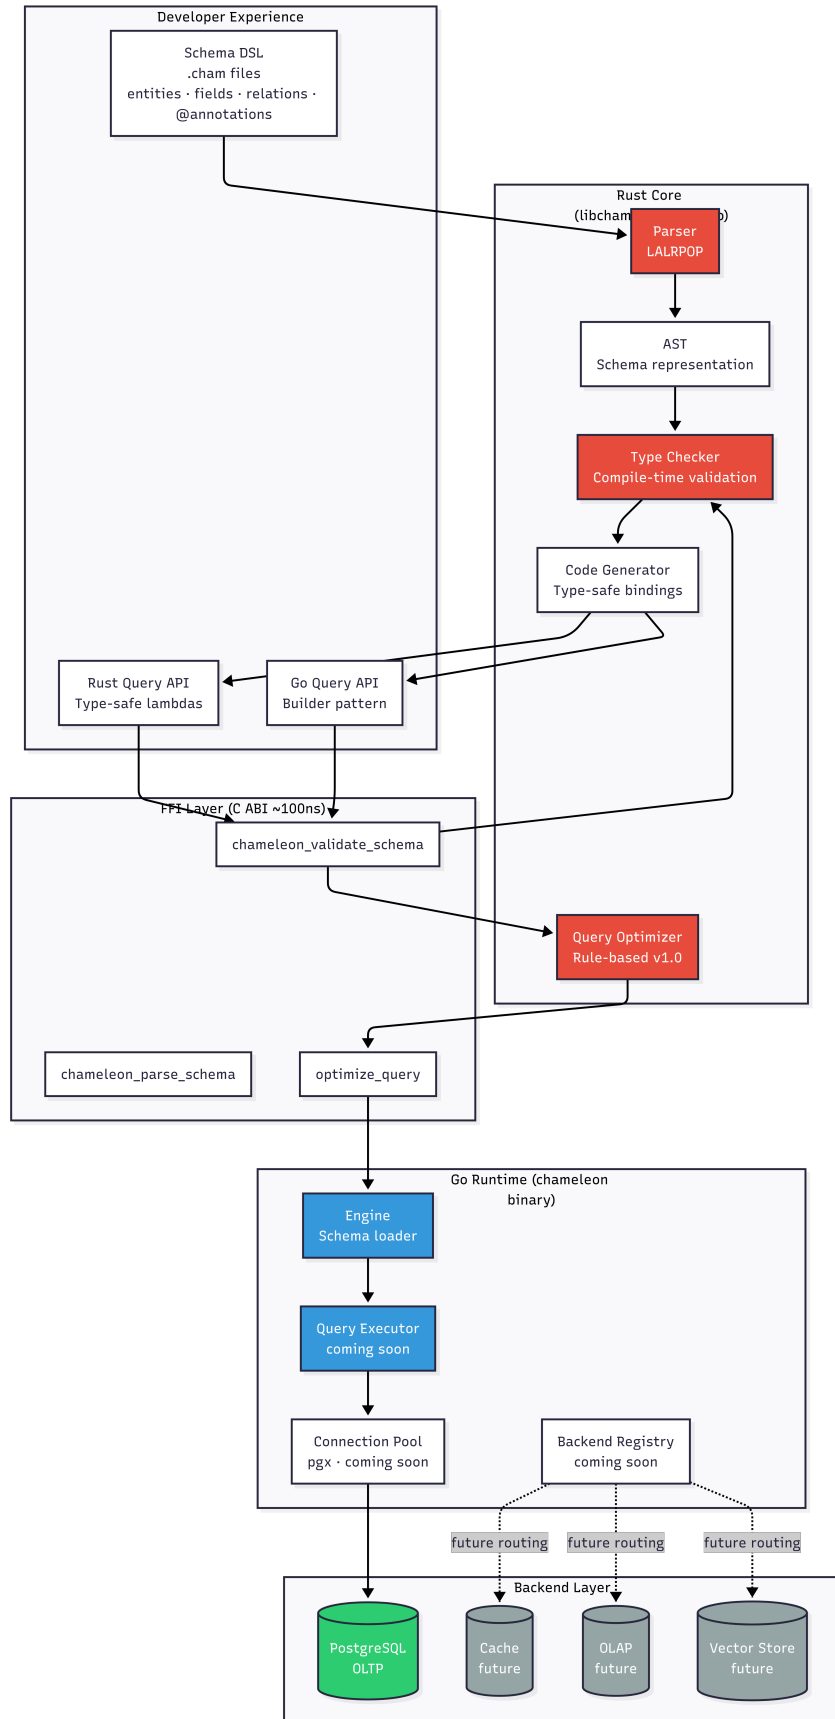 Developer Experience
Schema DSL
.cham files
entities · fields · relations ·
@annotations
Rust Core
Parser
LALRPOP
AST
Schema representation
Type Checker
Compile-time validation
Code Generator
Type-safe bindings
Rust Query API
Type-safe lambdas
Go Query API
Builder pattern
FFI Layer (C ABI ~100ns)
chameleon_validate_schema
Query Optimizer
Rule-based v1.0
chameleon_parse_schema
optimize_query
Go Runtime (chameleon
binary)
Engine
Schema loader
Query Executor
coming soon
Connection Pool
pgx · coming soon
Backend Registry
coming soon
future routing
future routing
future routing
Backend Layer
PostgreSQL
OLTP
Cache
future
OLAP
future
Vector Store
future